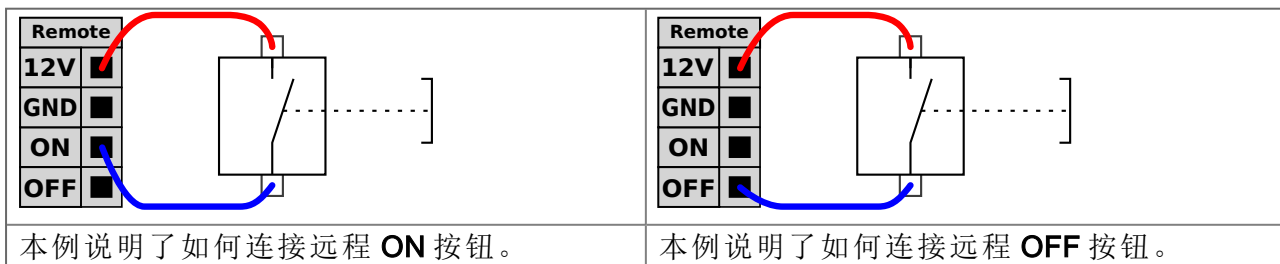 Remote
12V
GND
ON
OFF
Remote
12V
GND
ON
OFF
本例说明了如何连接远程 ON 按钮。
本例说明了如何连接远程 OFF 按钮。